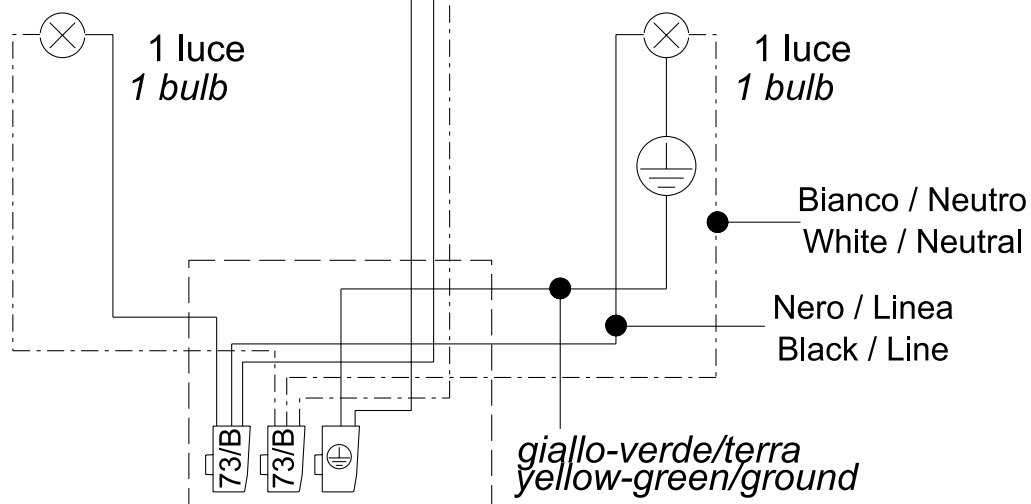 1 luce
1 bulb
1 luce
1 bulb
Bianco / Neutro
White / Neutral
Nero / Linea
Black / Line
73/B
73/B
giallo-verde/terra
yellow-green/ground